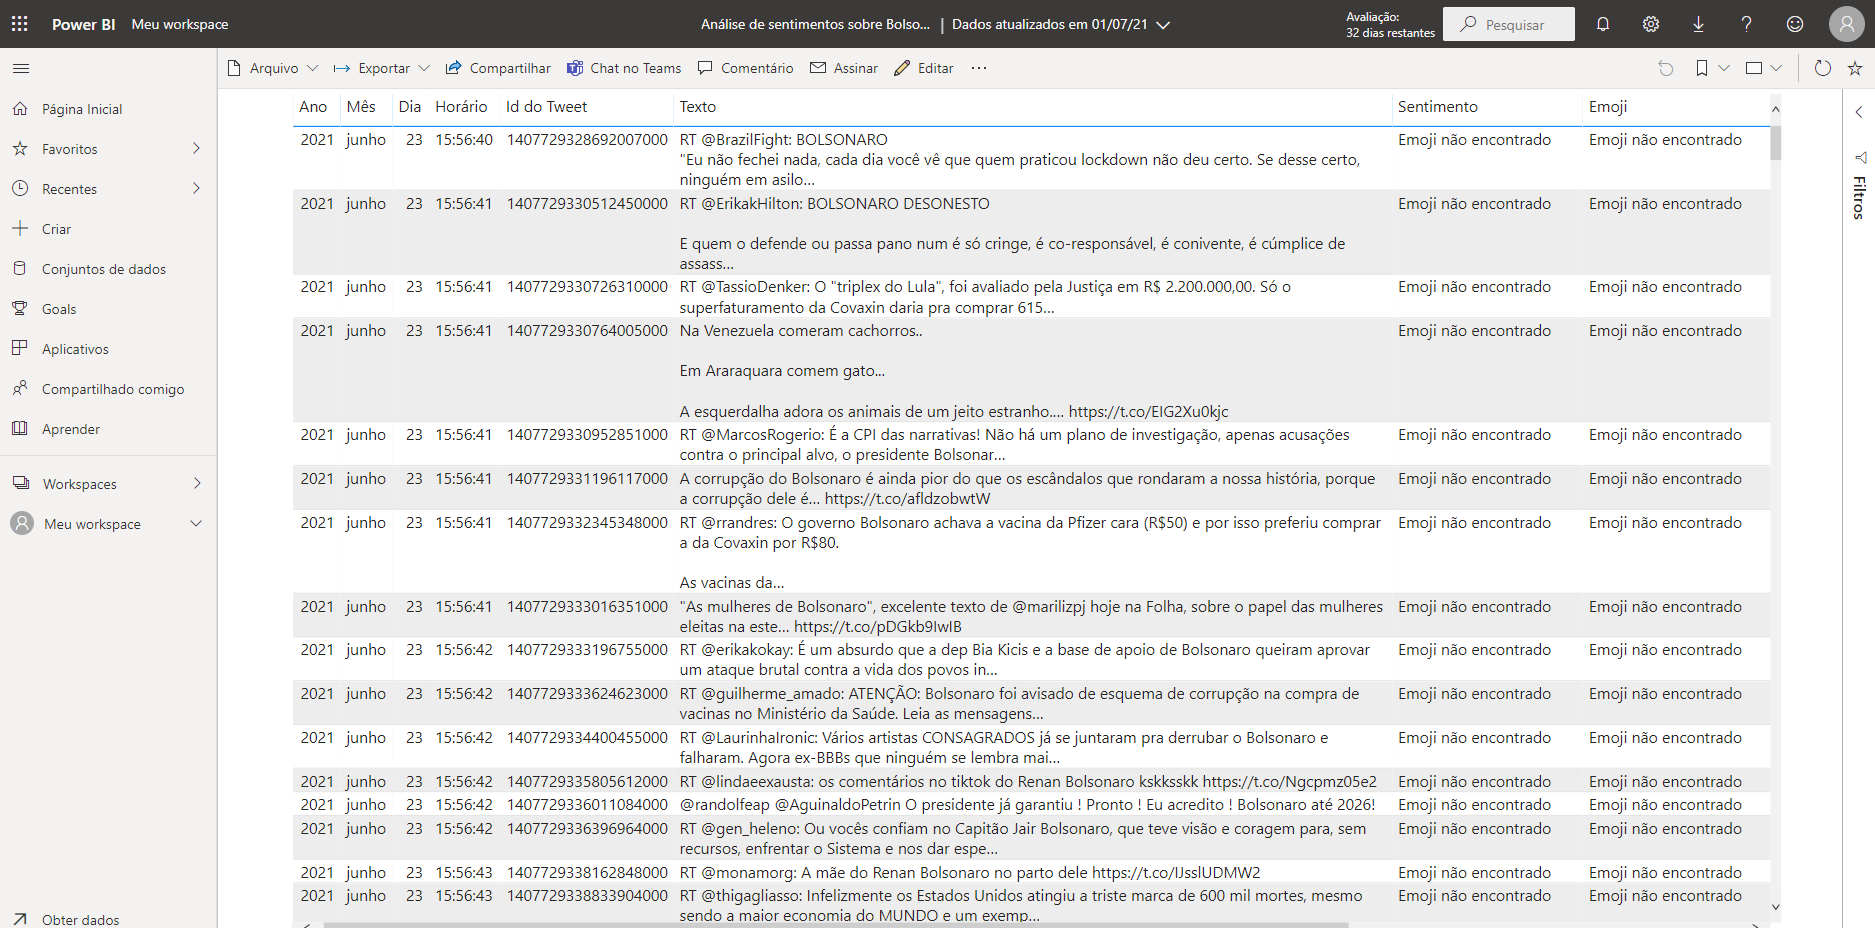 Power BI Meu workspace Análise de sentimentos sobre Bolso... | Dados atualizados em 01/07/21 Avaliação: 32 dias restantes Pesquisar
Arquivo Exportar Compartilhar Chat no Teams Comentário Assinar Editar ...
Página Inicial
Favoritos
Recentes
Criar
Conjuntos de dados
Goals
Aplicativos
Compartilhado comigo
Aprender
Workspaces
Meu workspace
Obter dados
Ano Mês Dia Horário Id do Tweet Texto Sentimento Emoji
2021 junho 23 15:56:40 1407729328692007000 RT @BrazilFight: BOLSONARO Emoji não encontrado Emoji não encontrado
"Eu não fechei nada, cada dia você vê que quem praticou lockdown não deu certo. Se desse certo,
ninguém em asilo...
2021 junho 23 15:56:41 1407729330512450000 RT @ErikakHilton: BOLSONARO DESONESTO Emoji não encontrado Emoji não encontrado
E quem o defende ou passa pano num é só cringe, é co-responsável, é conivente, é cúmplice de
assass...
2021 junho 23 15:56:41 1407729330726310000 RT @TassioDenker: O "triplex do Lula", foi avaliado pela Justiça em R$ 2.200.000,00. Só o Emoji não encontrado Emoji não encontrado
superfaturamento da Covaxin daria pra comprar 615...
2021 junho 23 15:56:41 1407729330764005000 Na Venezuela comeram cachorros.. Emoji não encontrado Emoji não encontrado
Em Araraquara comem gato...
A esquerdalha adora os animais de um jeito estranho.... https://t.co/EIG2Xu0kjc
2021 junho 23 15:56:41 1407729330952851000 RT @MarcosRogerio: É a CPI das narrativas! Não há um plano de investigação, apenas acusações Emoji não encontrado Emoji não encontrado
contra o principal alvo, o presidente Bolsonar...
2021 junho 23 15:56:41 1407729331196117000 A corrupção do Bolsonaro é ainda pior do que os escândalos que rondaram a nossa história, porque Emoji não encontrado Emoji não encontrado
a corrupção dele é... https://t.co/afldzobwtW
2021 junho 23 15:56:41 1407729332345348000 RT @rrandres: O governo Bolsonaro achava a vacina da Pfizer cara (R$50) e por isso preferiu comprar Emoji não encontrado Emoji não encontrado
a da Covaxin por R$80.
As vacinas da...
2021 junho 23 15:56:41 1407729333016351000 "As mulheres de Bolsonaro", excelente texto de @marilizpj hoje na Folha, sobre o papel das mulheres Emoji não encontrado Emoji não encontrado
eleitas na este... https://t.co/pDGkb9IwIB
2021 junho 23 15:56:42 1407729333196755000 RT @erikakokay: É um absurdo que a dep Bia Kicis e a base de apoio de Bolsonaro queiram aprovar Emoji não encontrado Emoji não encontrado
um ataque brutal contra a vida dos povos in...
2021 junho 23 15:56:42 1407729333624623000 RT @guilherme_amado: ATENÇÃO: Bolsonaro foi avisado de esquema de corrupção na compra de Emoji não encontrado Emoji não encontrado
vacinas no Ministério da Saúde. Leia as mensagens...
2021 junho 23 15:56:42 1407729334400455000 RT @LaurinhaIronic: Vários artistas CONSAGRADOS já se juntaram pra derrubar o Bolsonaro e Emoji não encontrado Emoji não encontrado
falharam. Agora ex-BBBs que ninguém se lembra mai...
2021 junho 23 15:56:42 1407729335805612000 RT @lindaeexausta: os comentários no tiktok do Renan Bolsonaro kskksskk https://t.co/Ngcpmz05e2 Emoji não encontrado Emoji não encontrado
2021 junho 23 15:56:42 1407729336011084000 @randolfeap @AguinaldoPetrin O presidente já garantiu ! Pronto ! Eu acredito ! Bolsonaro até 2026! Emoji não encontrado Emoji não encontrado
2021 junho 23 15:56:42 1407729336396964000 RT @gen_heleno: Ou vocês confiam no Capitão Jair Bolsonaro, que teve visão e coragem para, sem Emoji não encontrado Emoji não encontrado
recursos, enfrentar o Sistema e nos dar espe...
2021 junho 23 15:56:43 1407729338162848000 RT @monamorg: A mãe do Renan Bolsonaro no parto dele https://t.co/IJsslUDMW2 Emoji não encontrado Emoji não encontrado
2021 junho 23 15:56:43 1407729338833904000 RT @thigagliasso: Infelizmente os Estados Unidos atingiu a triste marca de 600 mil mortes, mesmo Emoji não encontrado Emoji não encontrado
sendo a maior economia do MUNDO e um exemp...
Filtros